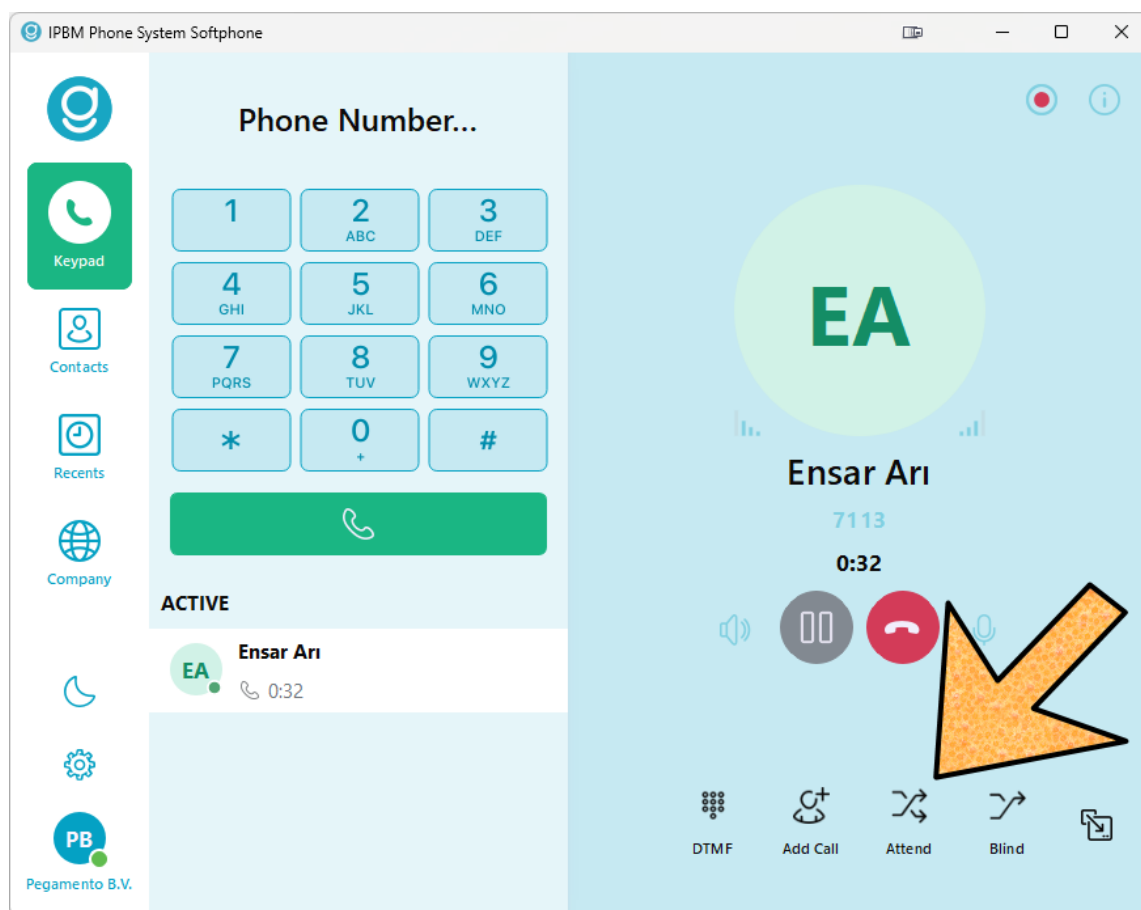 IPBM Phone System Softphone
Keypad
Contacts
Recents
Company
PB
Pegamento B.V.
Phone Number...
1
2
ABC
3
DEF
4
GHI
5
JKL
6
MNO
7
PQRS
8
TUV
9
WXYZ
*
0
+
#
ACTIVE
EA
Ensar Arı
0:32
EA
Ensar Arı
7113
0:32
DTMF
Add Call
Attend
Blind